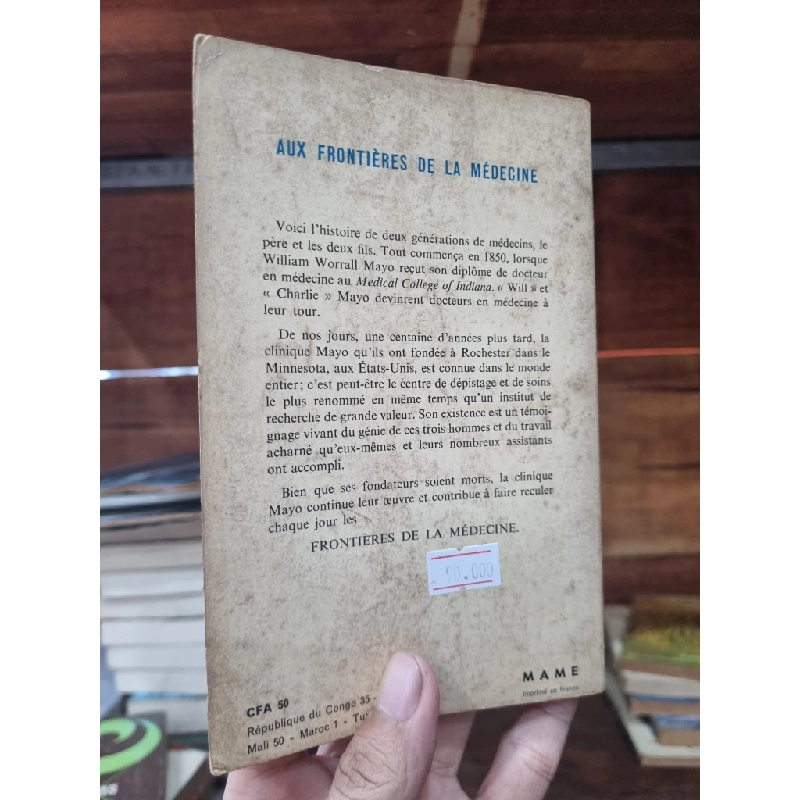 AUX FRONTIÈRES DE LA MÉDECINE
Voici l'histoire de deux générations de médecins, le
père et les deux fils. Tout commença en 1850, lorsque
William Worrall Mayo reçut son diplôme de docteur
en médecine au Medical College of Indiana. « Will » et
« Charlie » Mayo devinrent docteurs en médecine à
leur tour.
De nos jours, une centaine d'années plus tard, la
clinique Mayo qu'ils ont fondée à Rochester dans le
Minnesota, aux États-Unis, est connue dans le monde
entier; c'est peut-être le centre de dépistage et de soins
le plus renommé en même temps qu'un institut de
recherche de grande valeur. Son existence est un témoi-
gnage vivant du génie de ces trois hommes et du travail
acharné qu'eux-mêmes et leurs nombreux assistants
ont accompli.
Bien que ses fondateurs soient morts, la clinique
Mayo continue leur œuvre et contribue à faire reculer
chaque jour les
FRONTIÈRES DE LA MÉDECINE.
90.000
MAME
Imprimé en France
CFA 50
République du Congo 35 -
Mali 50 - Maroc 1 -